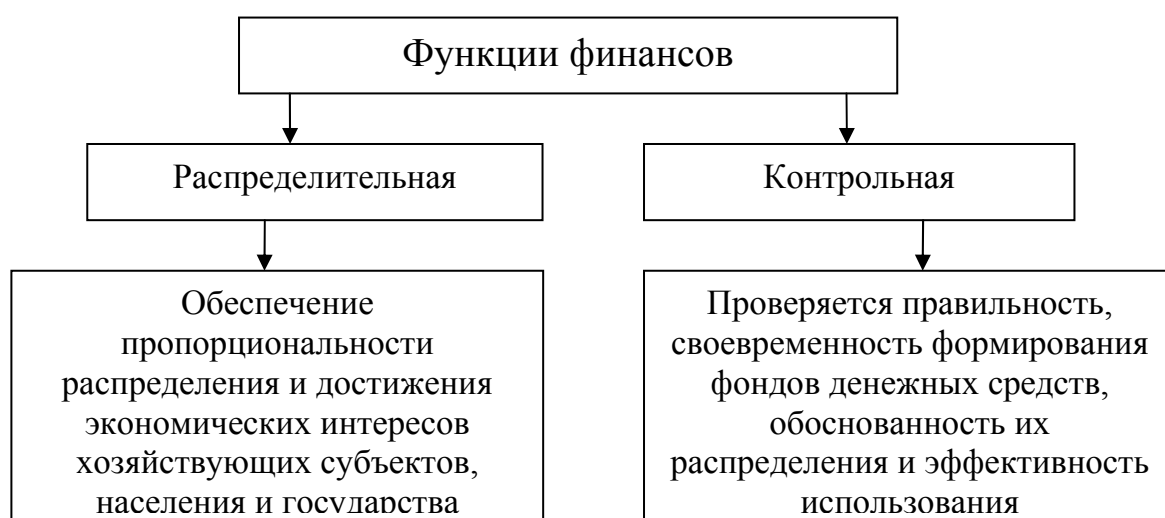 Функции финансов
Распределительная
Контрольная
Обеспечение
пропорциональности
распределения и достижения
экономических интересов
хозяйствующих субъектов,
населения и государства
Проверяется правильность,
своевременность формирования
фондов денежных средств,
обоснованность их
распределения и эффективность
использования